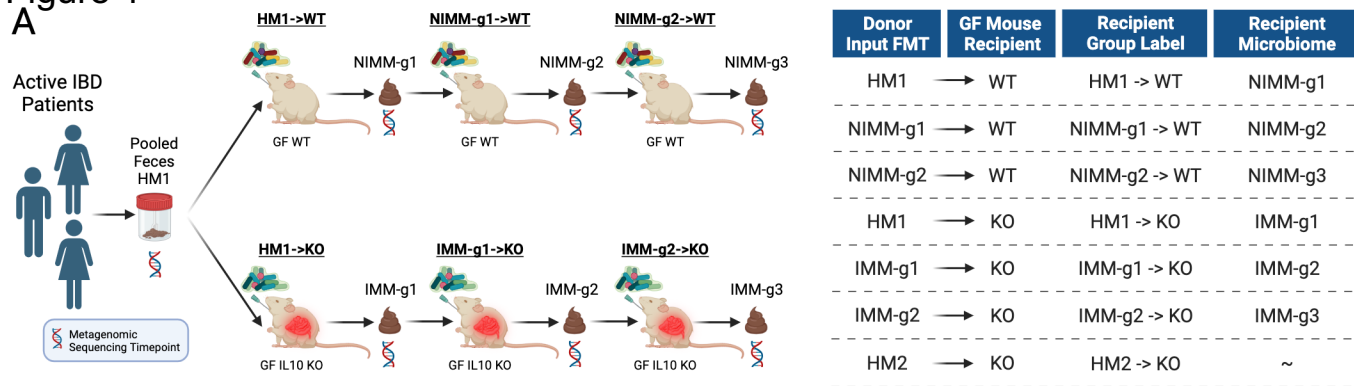 A
Active IBD
Patients
Pooled
Feces
HM1
Metagenomic
Sequencing Timepoint
HM1->WT
NIMM-g1->WT
NIMM-g2->WT
NIMM-g1
NIMM-g2
NIMM-g3
GF WT
GF WT
GF WT
HM1->KO
IMM-g1->KO
IMM-g2->KO
IMM-g1
IMM-g2
IMM-g3
GF IL10 KO
GF IL10 KO
GF IL10 KO
Donor Input FMT GF Mouse Recipient Recipient Group Label Recipient Microbiome
HM1 → WT HM1 -> WT NIMM-g1
NIMM-g1 → WT NIMM-g1 -> WT NIMM-g2
NIMM-g2 → WT NIMM-g2 -> WT NIMM-g3
HM1 → KO HM1 -> KO IMM-g1
IMM-g1 → KO IMM-g1 -> KO IMM-g2
IMM-g2 → KO IMM-g2 -> KO IMM-g3
HM2 → KO HM2 -> KO ~